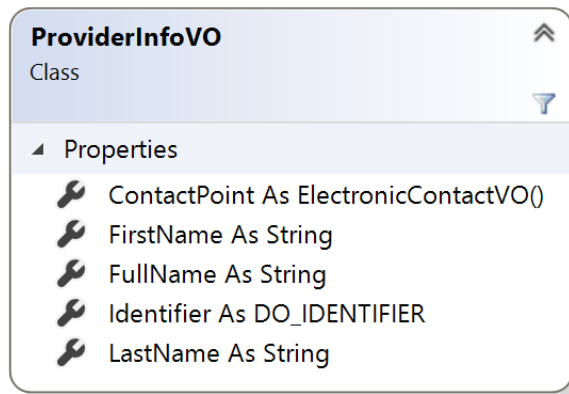 ProviderInfoVO
Class
Properties
ContactPoint As ElectronicContactVO()
FirstName As String
FullName As String
Identifier As DO_IDENTIFIER
LastName As String